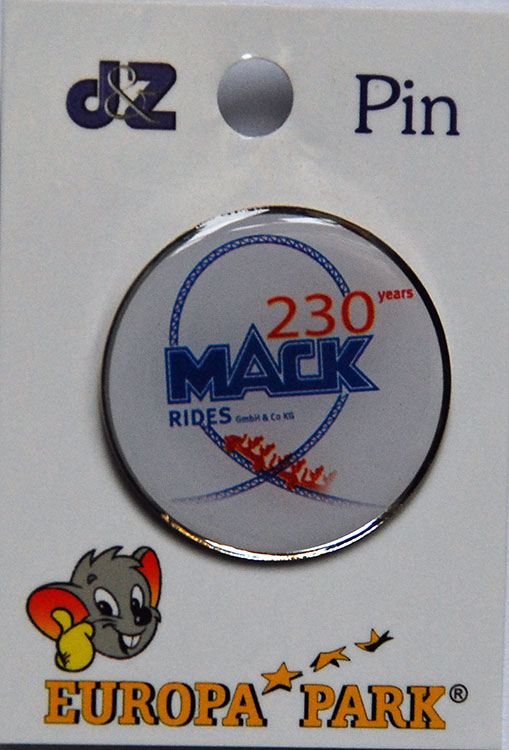 d&z Pin
230 years
MACK
RIDES GmbH & Co KG
EUROPA PARK®